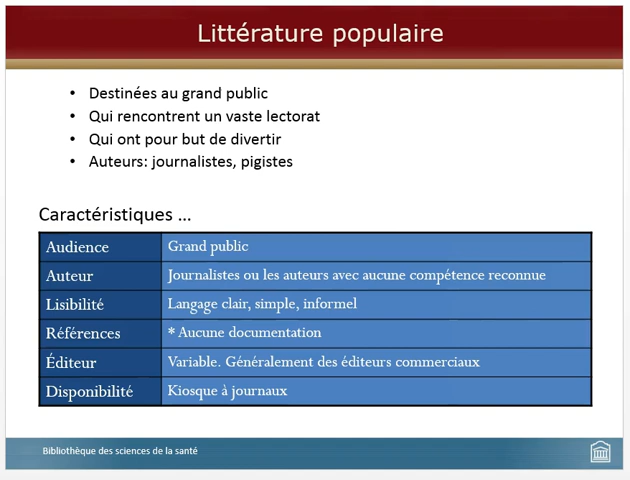 Littérature populaire
• Destinées au grand public
• Qui rencontrent un vaste lectorat
• Qui ont pour but de divertir
• Auteurs: journalistes, pigistes
Caractéristiques ...
Audience Grand public
Auteur Journalistes ou les auteurs avec aucune compétence reconnue
Lisibilité Langage clair, simple, informel
Références * Aucune documentation
Éditeur Variable. Généralement des éditeurs commerciaux
Disponibilité Kiosque à journaux
Bibliothèque des sciences de la santé